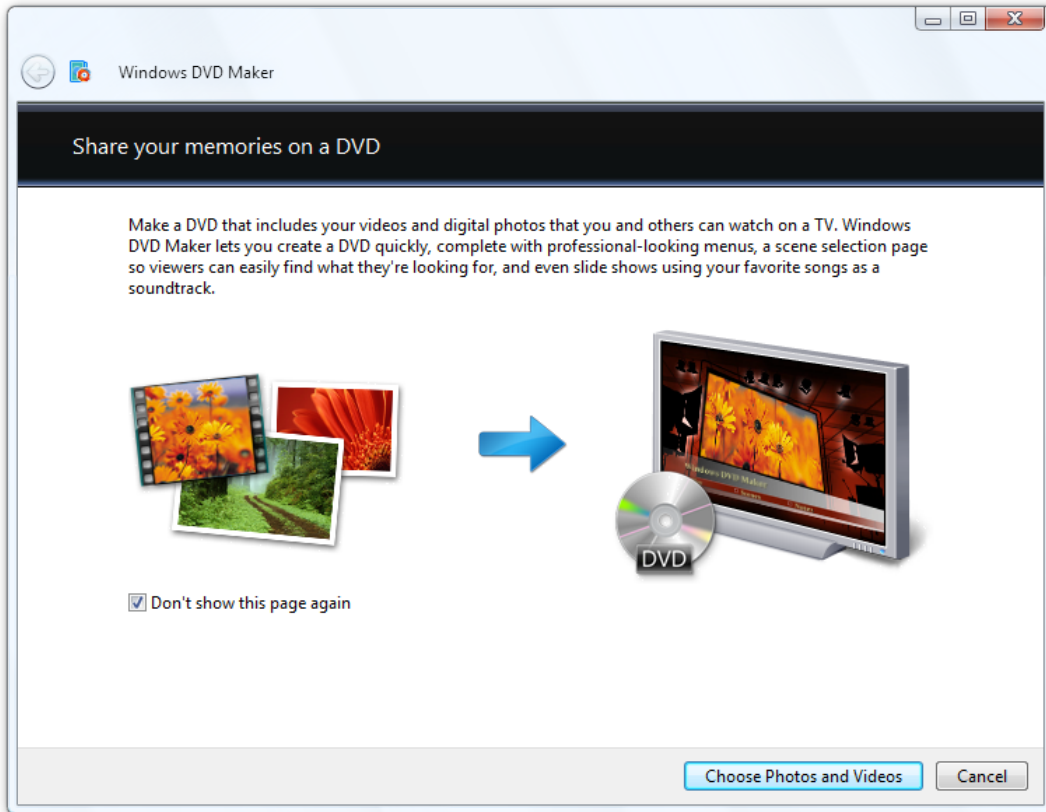 Windows DVD Maker
Share your memories on a DVD
Make a DVD that includes your videos and digital photos that you and others can watch on a TV. Windows
DVD Maker lets you create a DVD quickly, complete with professional-looking menus, a scene selection page
so viewers can easily find what they're looking for, and even slide shows using your favorite songs as a
soundtrack.
Windows DVD Maker
DVD
Don't show this page again
Choose Photos and Videos
Cancel